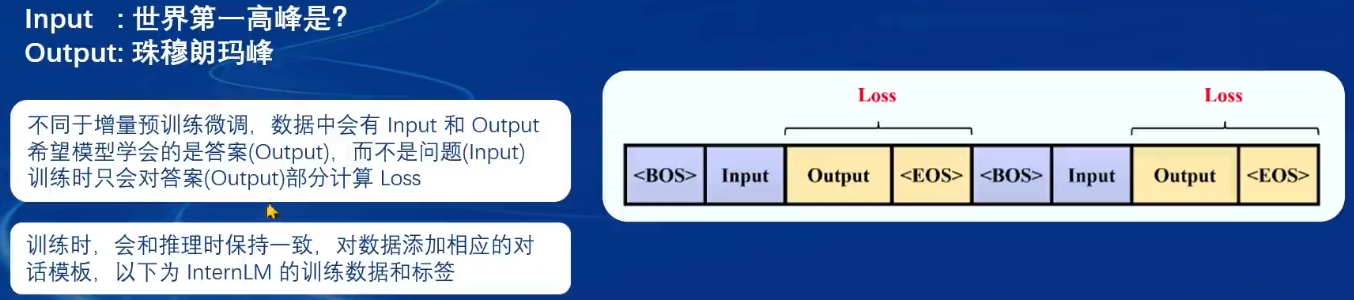 Input : 世界第一高峰是？
Output: 珠穆朗玛峰
不同于增量预训练微调，数据中会有 Input 和 Output
希望模型学会的是答案(Output)，而不是问题(Input)
训练时只会对答案(Output)部分计算 Loss
训练时，会和推理时保持一致，对数据添加相应的对
话模板，以下为 InternLM 的训练数据和标签
Loss Loss
<BOS> Input Output <EOS> <BOS> Input Output <EOS>